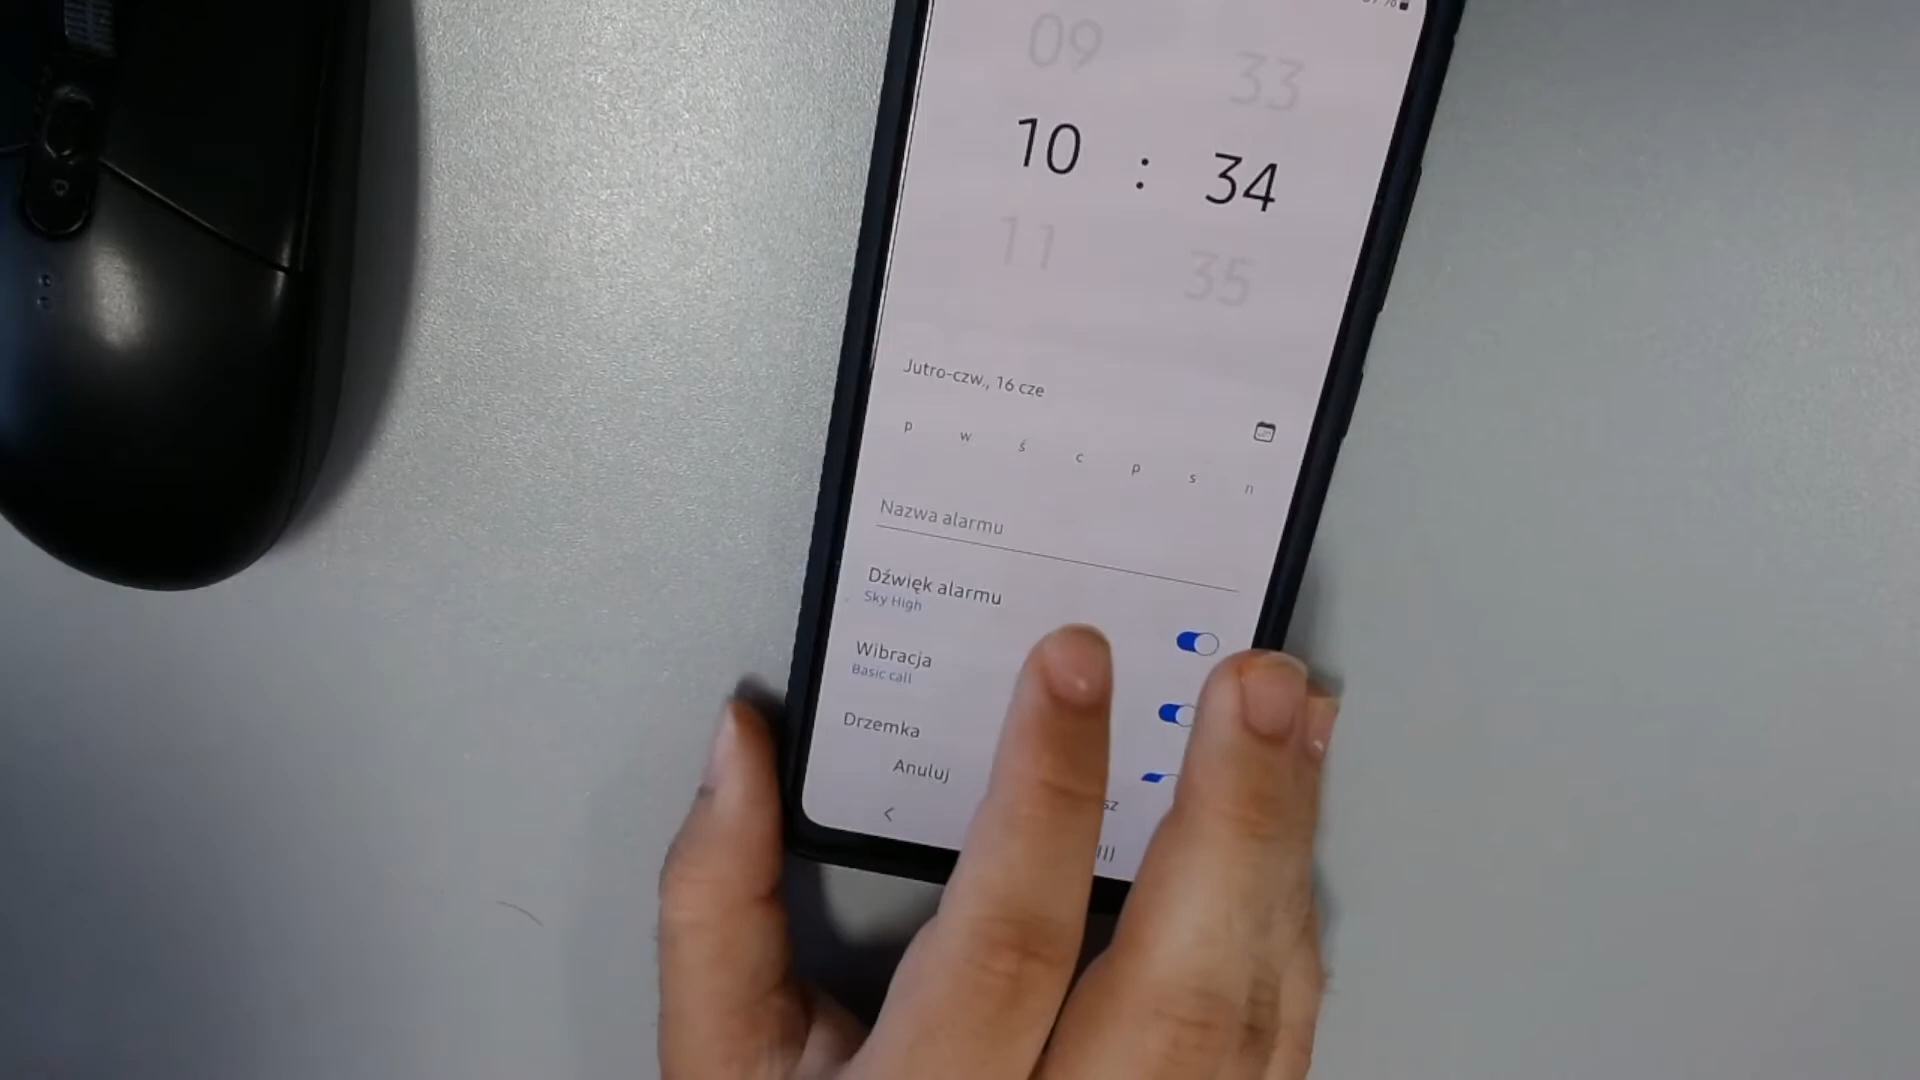 09 33
10 : 34
11 35
Jutro-czw., 16 cze
p w ś c p s n
Nazwa alarmu
Dźwięk alarmu
Sky High
Wibracja
Basic call
Drzemka
Anuluj